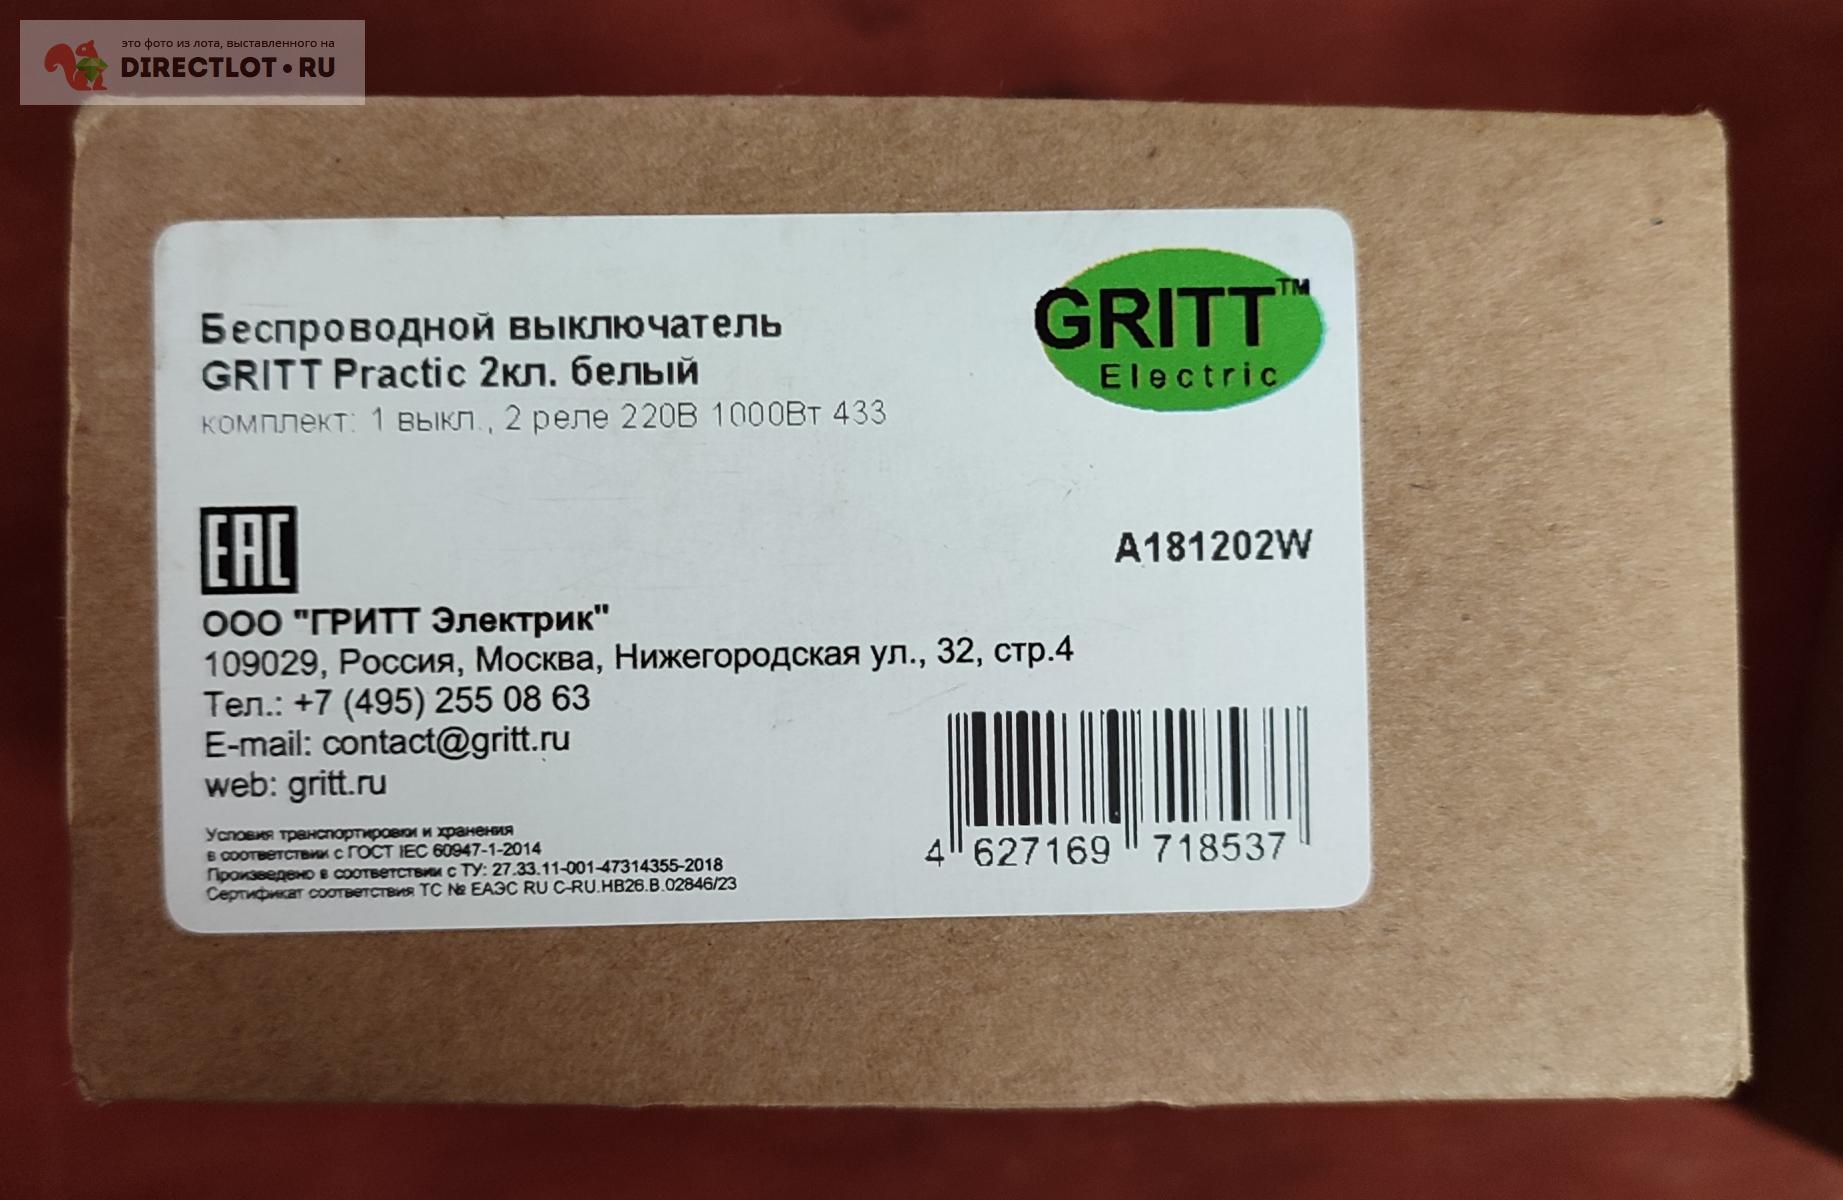 это фото из лота, выставленного на
DIRECTLOT•RU
Беспроводной выключатель
GRITT Practic 2кл. белый
комплект: 1 выкл., 2 реле 220В 1000Вт 433
GRITT™
Electric
EAC
A181202W
ООО "ГРИТТ Электрик"
109029, Россия, Москва, Нижегородская ул., 32, стр.4
Тел.: +7 (495) 255 08 63
E-mail: contact@gritt.ru
web: gritt.ru
Условия транспортировки и хранения
в соответствии с ГОСТ IEC 60947-1-2014
Произведено в соответствии с ТУ: 27.33.11-001-47314355-2018
Сертификат соответствия ТС № ЕАЭС RU C-RU.HB26.B.02846/23
4 627169 718537